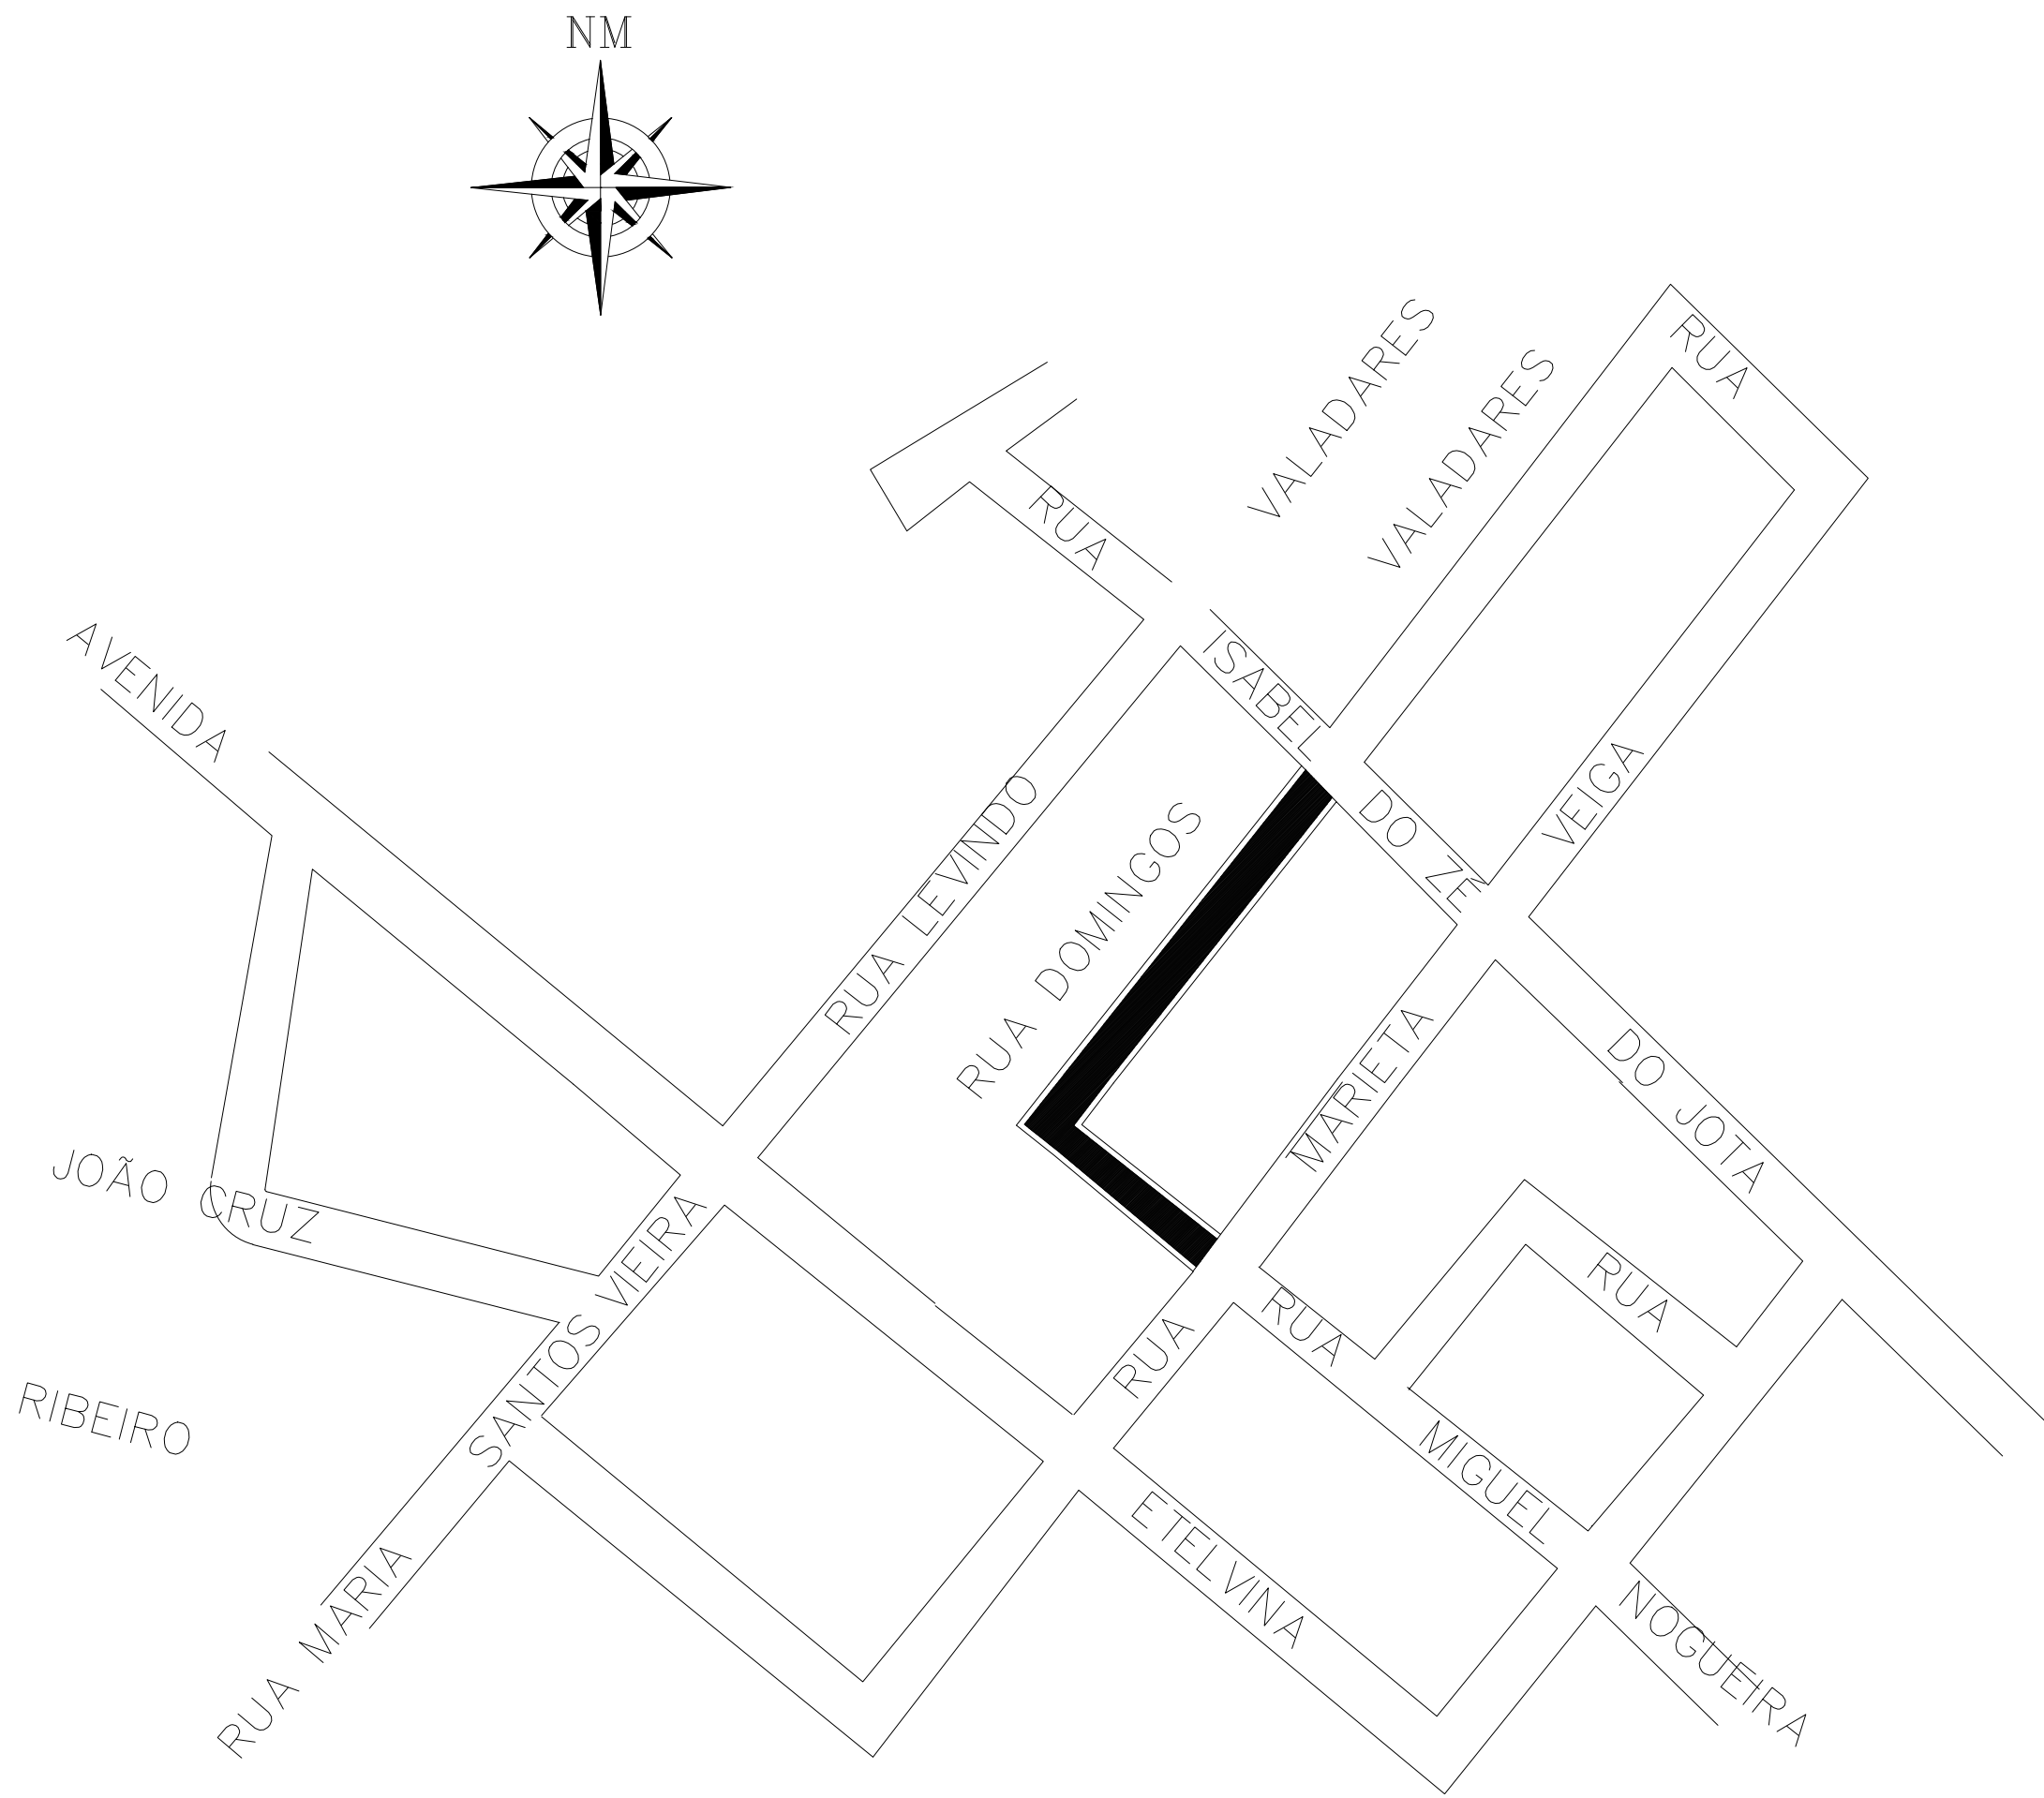 NM
RUA
VALADARES
VALADARES
RUA
ISABEL
DO ZÉ
AVENIDA
RUA LEVINDO
RUA DOMINGOS
VEIGA
MARIETA
DO JOTA
JOÃO CRUZ
SANTOS VIEIRA
RUA
RUA
RUA
RIBEIRO
MIGUEL
ETELVINA
RUA MARIA
NOGUEIRA